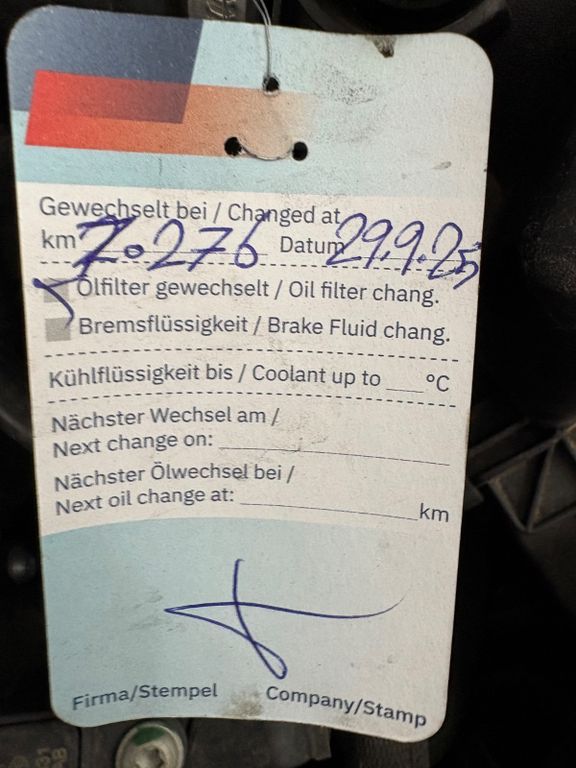 Gewechselt bei / Changed at
km 7.276 Datum 29.9.25
Ölfilter gewechselt / Oil filter chang.
Bremsflüssigkeit / Brake Fluid chang.
Kühlflüssigkeit bis / Coolant up to ___ °C
Nächster Wechsel am /
Next change on:
Nächster Ölwechsel bei /
Next oil change at: ___ km
Firma/Stempel Company/Stamp